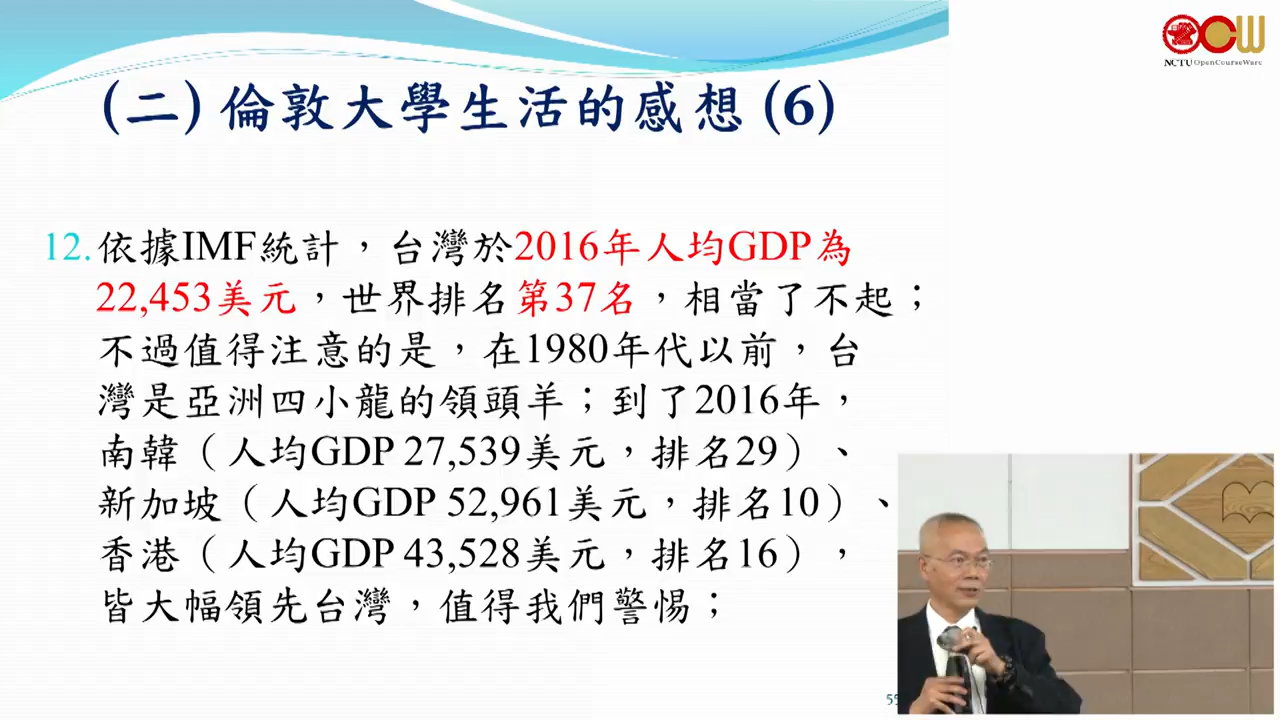 OCW
NCTU OpenCourseWare
(二) 倫敦大學生活的感想 (6)
12. 依據IMF統計，台灣於2016年人均GDP為
22,453美元，世界排名第37名，相當了不起；
不過值得注意的是，在1980年代以前，台
灣是亞洲四小龍的領頭羊；到了2016年，
南韓（人均GDP 27,539美元，排名29）、
新加坡（人均GDP 52,961美元，排名10）、
香港（人均GDP 43,528美元，排名16），
皆大幅領先台灣，值得我們警惕；
55